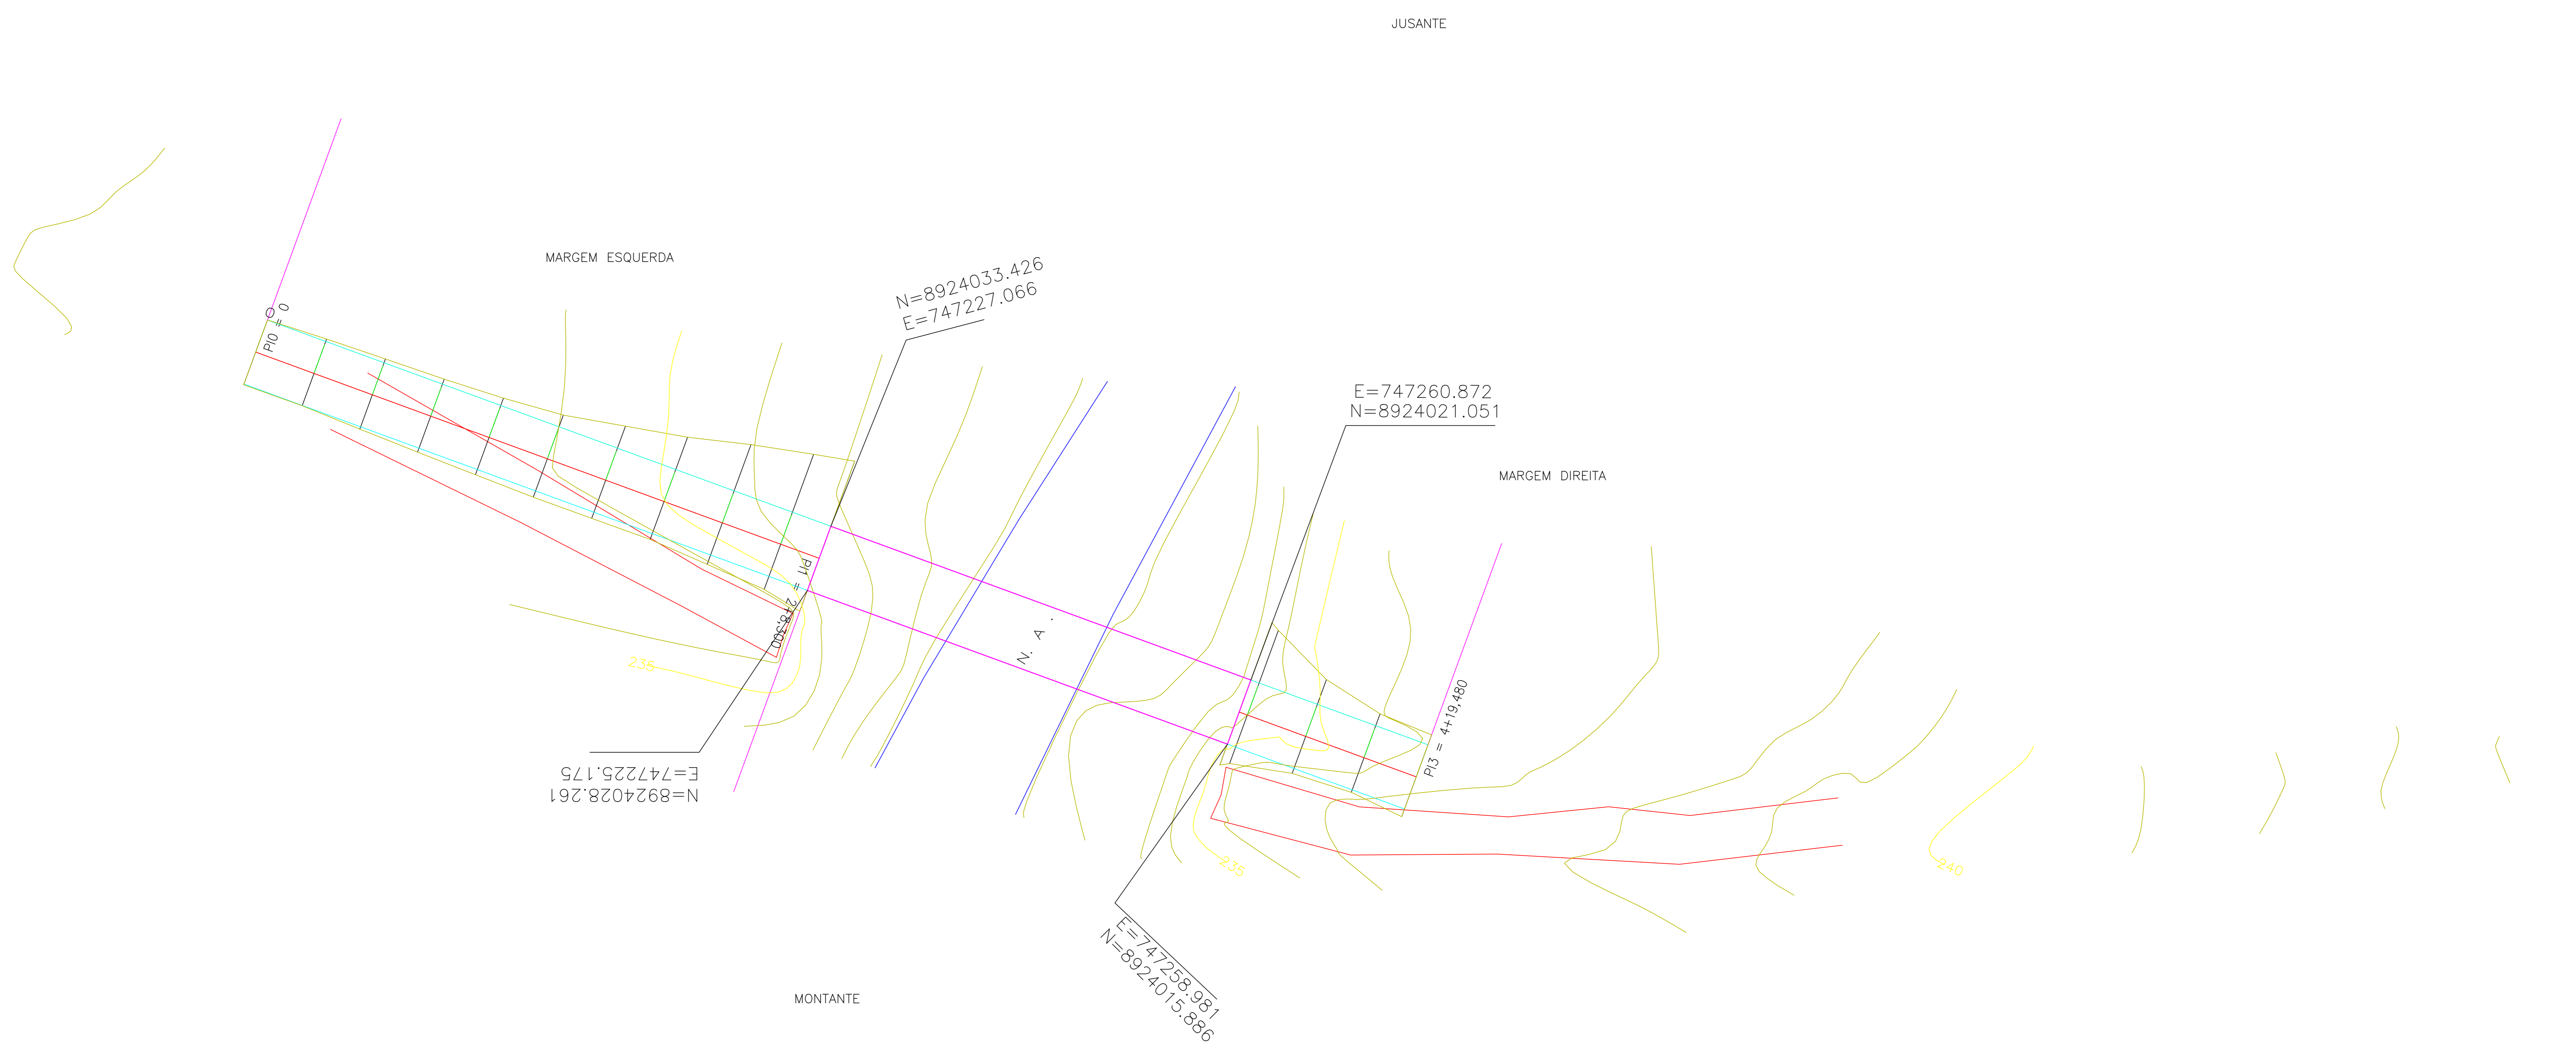 JUSANTE
MARGEM ESQUERDA
N=8924033.426
E=747227.066
PI0 = 0
E=747260.872
N=8924021.051
MARGEM DIREITA
PI1 = 2+8,300
N. A.
235
PI3 = 4+19,480
N=8924028.261
E=747225.175
235
240
E=747258.981
N=8924015.886
MONTANTE